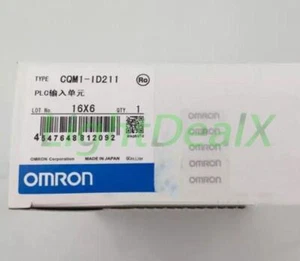 TYPE CQM1-ID211
PLC输入单元
LOT No. 16X6 QTY. 1
4 547648 812092
OMRON Corporation MADE IN JAPAN
OMRON
OMRON
OMRON
OMRON
OMRON
OMRON
LightDealX